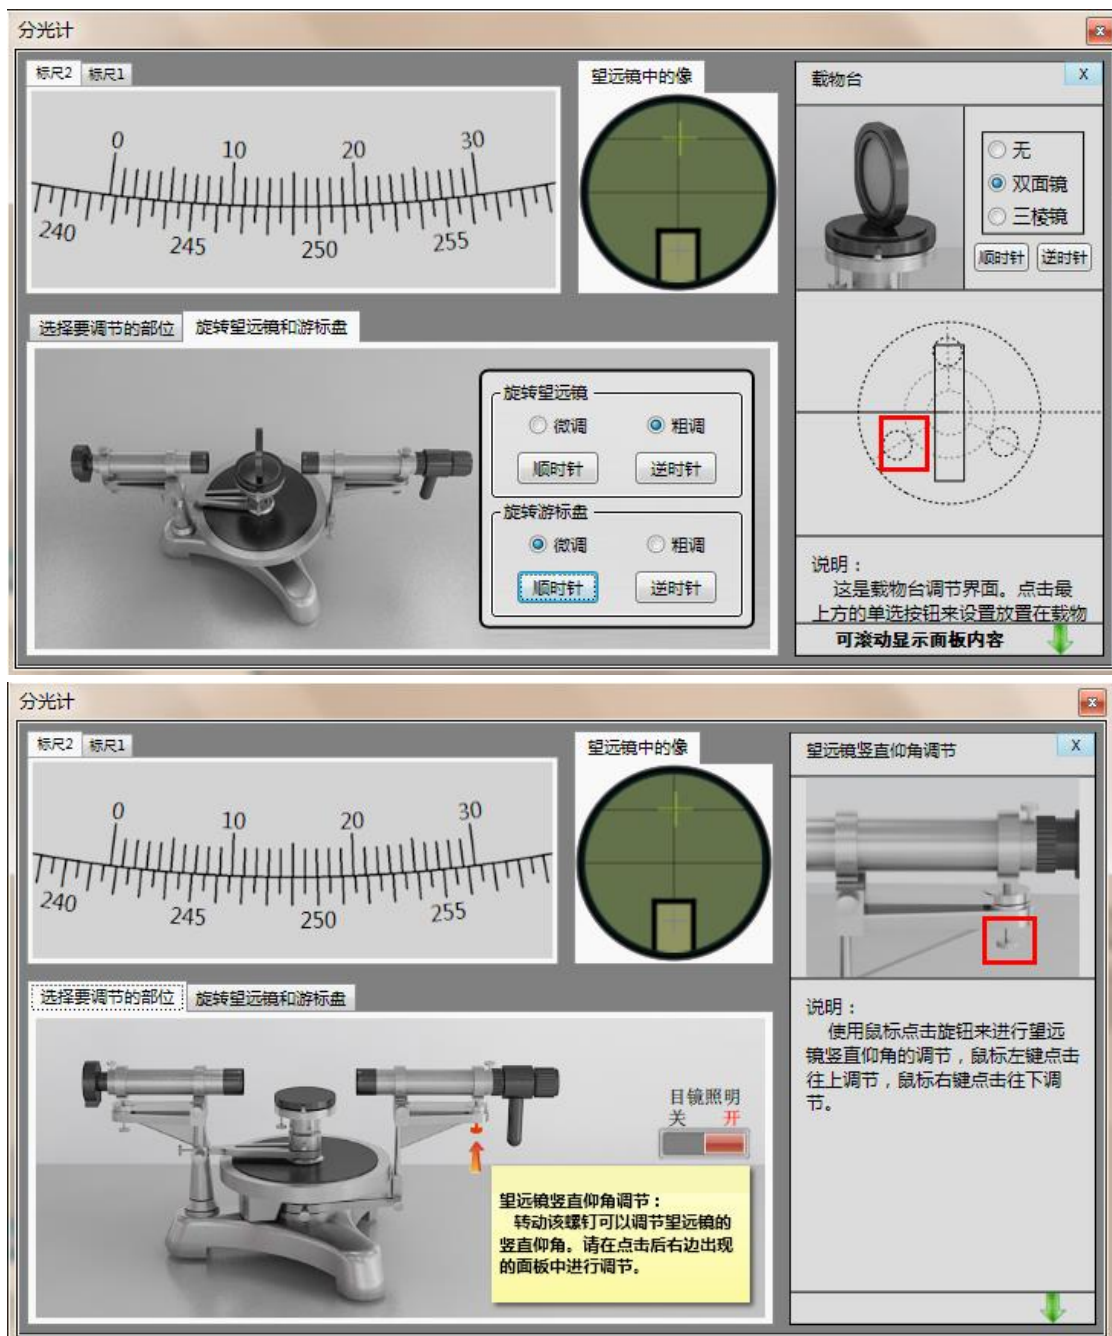 分光计
x
标尺2 标尺1
望远镜中的像
载物台
X
0 10 20 30
240 245 250 255
无
双面镜
三棱镜
顺时针 逆时针
选择要调节的部位 旋转望远镜和游标盘
旋转望远镜
微调 粗调
顺时针 逆时针
旋转游标盘
微调 粗调
顺时针 逆时针
说明：
这是载物台调节界面。点击最
上方的单选按钮来设置放置在载物
可滚动显示面板内容
分光计
x
标尺2 标尺1
望远镜中的像
望远镜竖直仰角调节
X
0 10 20 30
240 245 250 255
选择要调节的部位 旋转望远镜和游标盘
目镜照明
关 开
望远镜竖直仰角调节：
转动该螺钉可以调节望远镜的
竖直仰角。请在点击后右边出现
的面板中进行调节。
说明：
使用鼠标点击旋钮来进行望远
镜竖直仰角的调节，鼠标左键点击
往上调节，鼠标右键点击往下调
节。